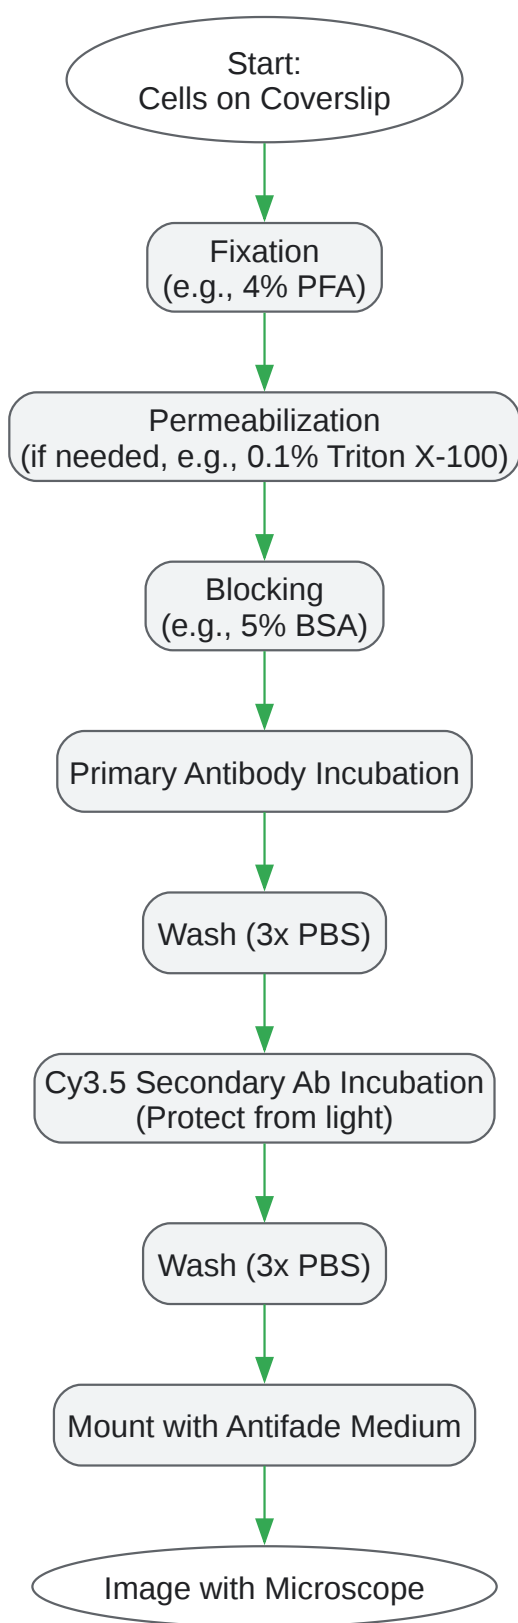 Start:
Cells on Coverslip
Fixation
(e.g., 4% PFA)
Permeabilization
(if needed, e.g., 0.1% Triton X-100)
Blocking
(e.g., 5% BSA)
Primary Antibody Incubation
Wash (3x PBS)
Cy3.5 Secondary Ab Incubation
(Protect from light)
Wash (3x PBS)
Mount with Antifade Medium
Image with Microscope